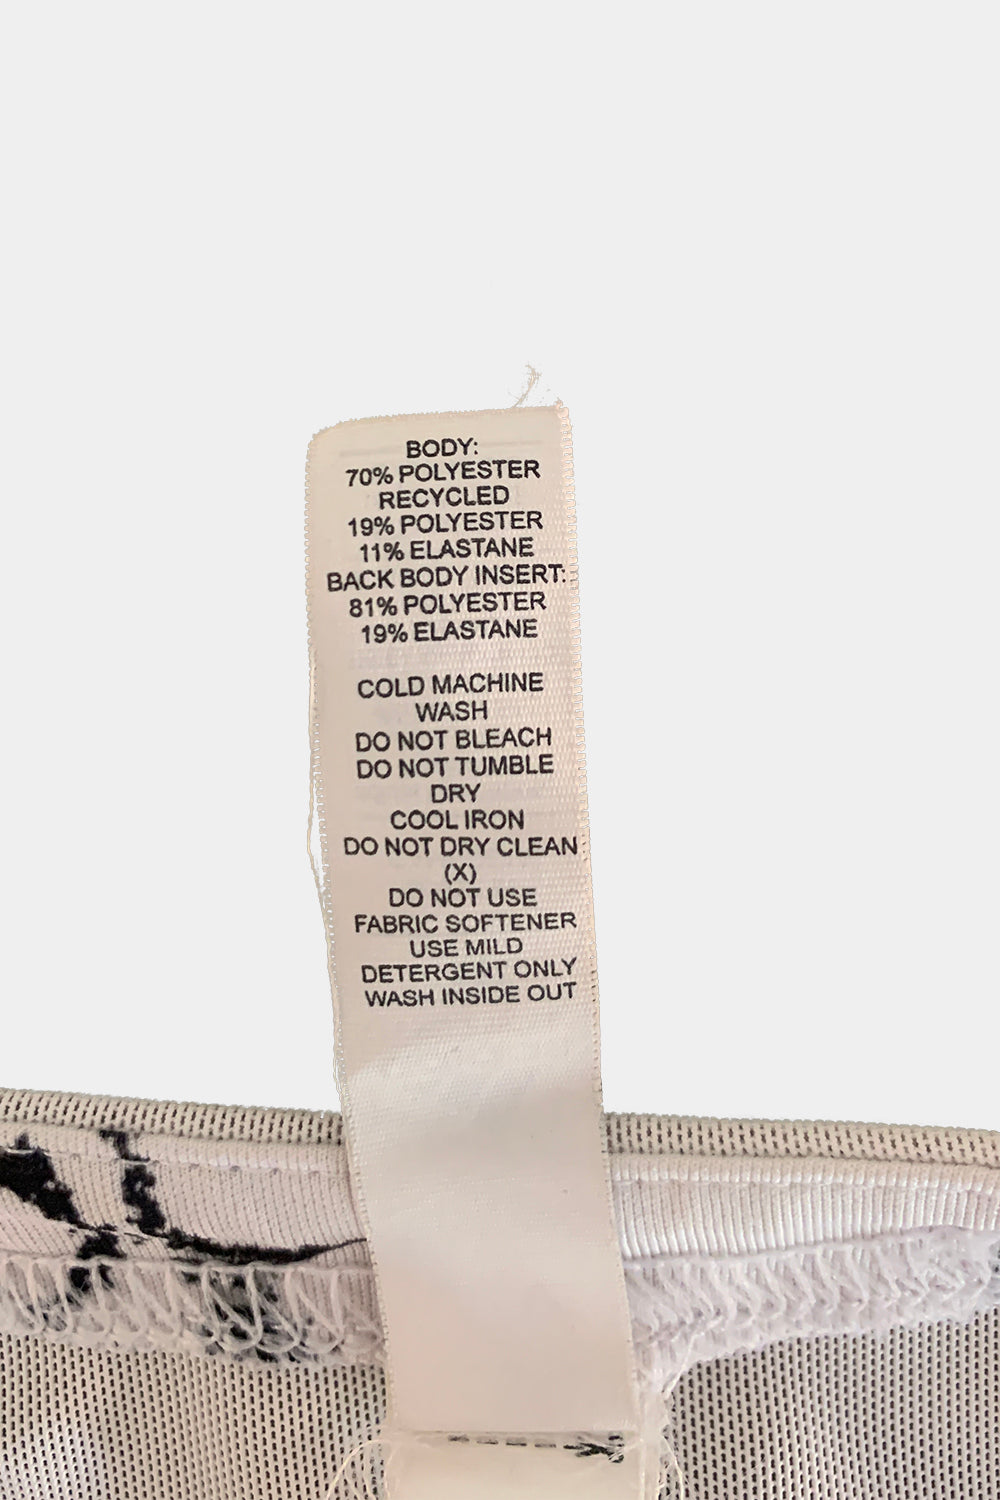 BODY:
70% POLYESTER
RECYCLED
19% POLYESTER
11% ELASTANE
BACK BODY INSERT:
81% POLYESTER
19% ELASTANE
COLD MACHINE
WASH
DO NOT BLEACH
DO NOT TUMBLE
DRY
COOL IRON
DO NOT DRY CLEAN
(X)
DO NOT USE
FABRIC SOFTENER
USE MILD
DETERGENT ONLY
WASH INSIDE OUT